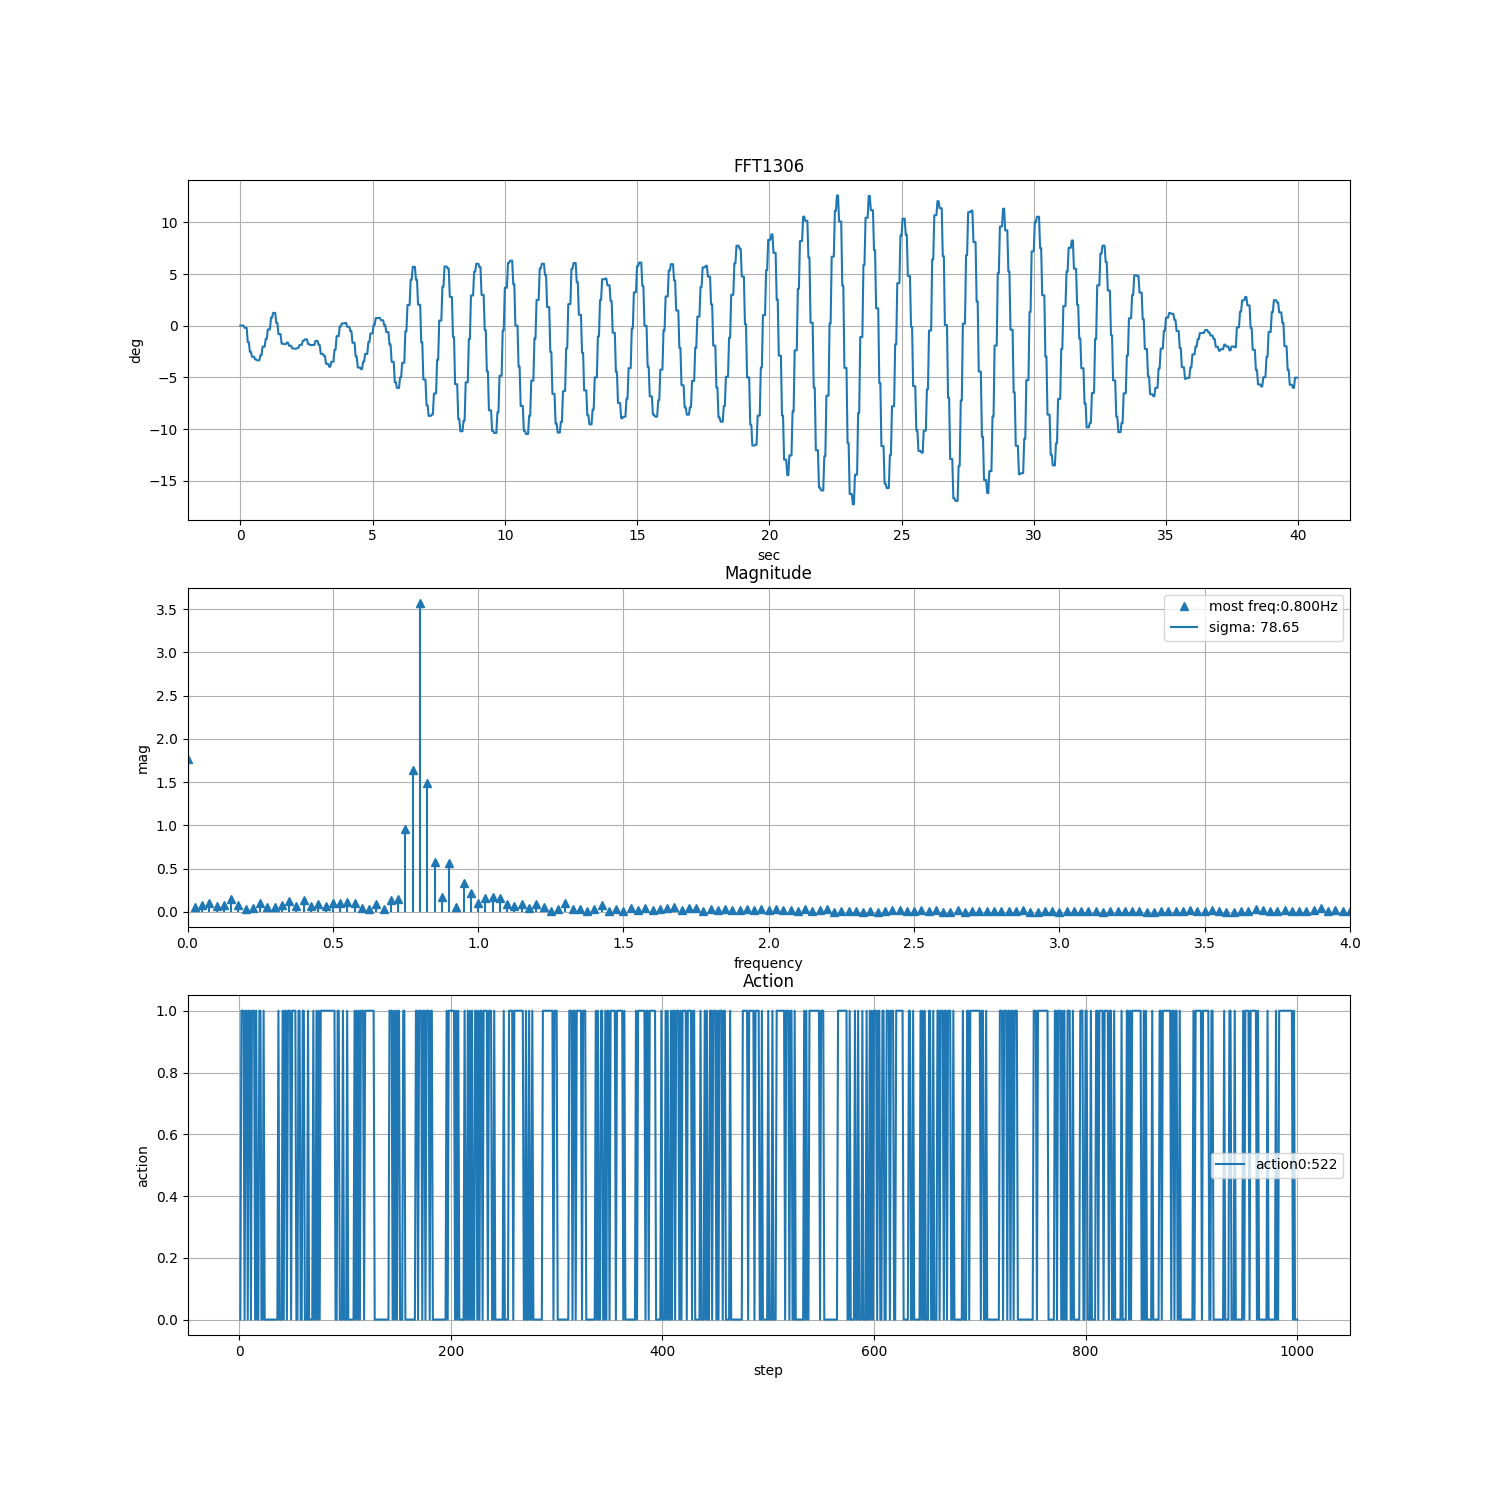 FFT1306
10
5
0
−5
−10
−15
deg
0 5 10 15 20 25 30 35 40
sec
Magnitude
most freq:0.800Hz
sigma: 78.65
3.5
3.0
2.5
2.0
1.5
1.0
0.5
0.0
mag
0.0 0.5 1.0 1.5 2.0 2.5 3.0 3.5 4.0
frequency
Action
1.0
0.8
0.6
0.4
0.2
0.0
action
action0:522
0 200 400 600 800 1000
step